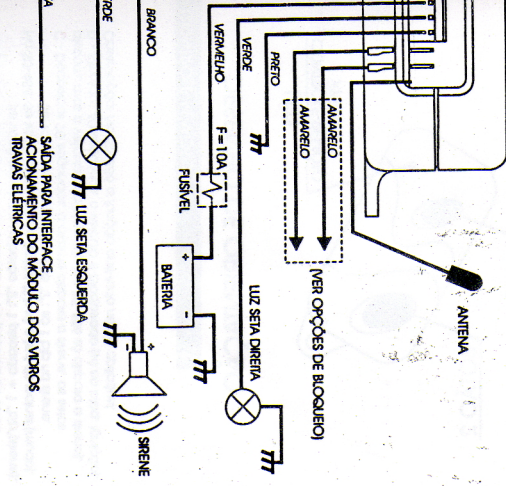 ANTENA
(VER OPÇÕES DE BLOQUEIO)
AMARELO
AMARELO
PRETO
VERDE
LUZ SETA DIREITA
VERMELHO
F=10A
FUSÍVEL
+
BATERIA
-
BRANCO
+
-
SIRENE
RDE
LUZ SETA ESQUERDA
A
SAÍDA PARA INTERFACE
ACIONAMENTO DO MÓDULO DOS VIDROS
TRAVAS ELÉTRICAS